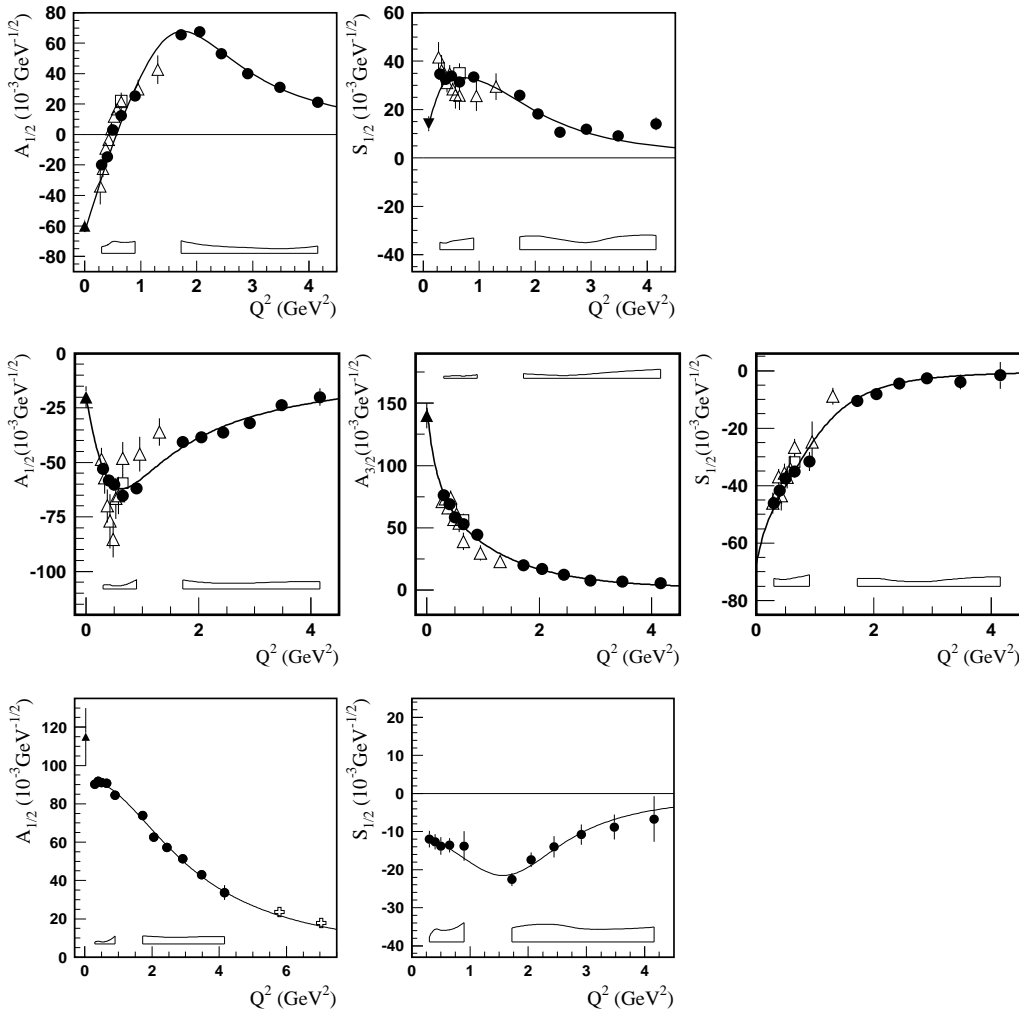 A1/2 (10-3GeV-1/2)
80
60
40
20
0
-20
-40
-60
-80
0 1 2 3 4
Q2 (GeV2)
S1/2 (10-3GeV-1/2)
60
40
20
0
-20
-40
0 1 2 3 4
Q2 (GeV2)
A1/2(10-3GeV-1/2)
0
-25
-50
-75
-100
0 2 4
Q2 (GeV2)
A3/2(10-3GeV-1/2)
150
100
50
0
0 2 4
Q2 (GeV2)
S1/2(10-3GeV-1/2)
0
-20
-40
-60
-80
0 2 4
Q2 (GeV2)
A1/2 (10-3GeV-1/2)
120
100
80
60
40
20
0
0 2 4 6
Q2 (GeV2)
S1/2 (10-3GeV-1/2)
20
10
0
-10
-20
-30
-40
0 1 2 3 4
Q2 (GeV2)